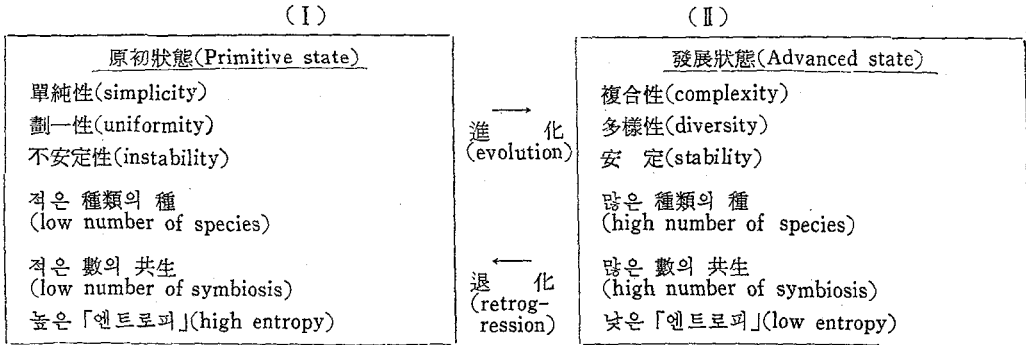 (Ⅰ)
原初狀態(Primitive state)
單純性(simplicity)
劃一性(uniformity)
不安定性(instability)
적은 種類의 種
(low number of species)
적은 數의 共生
(low number of symbiosis)
높은 「엔트로피」(high entropy)
→
進 化
(evolution)
←
退 化
(retrog-
ression)
(Ⅱ)
發展狀態(Advanced state)
複合性(complexity)
多樣性(diversity)
安 定(stability)
많은 種類의 種
(high number of species)
많은 數의 共生
(high number of symbiosis)
낮은 「엔트로피」(low entropy)